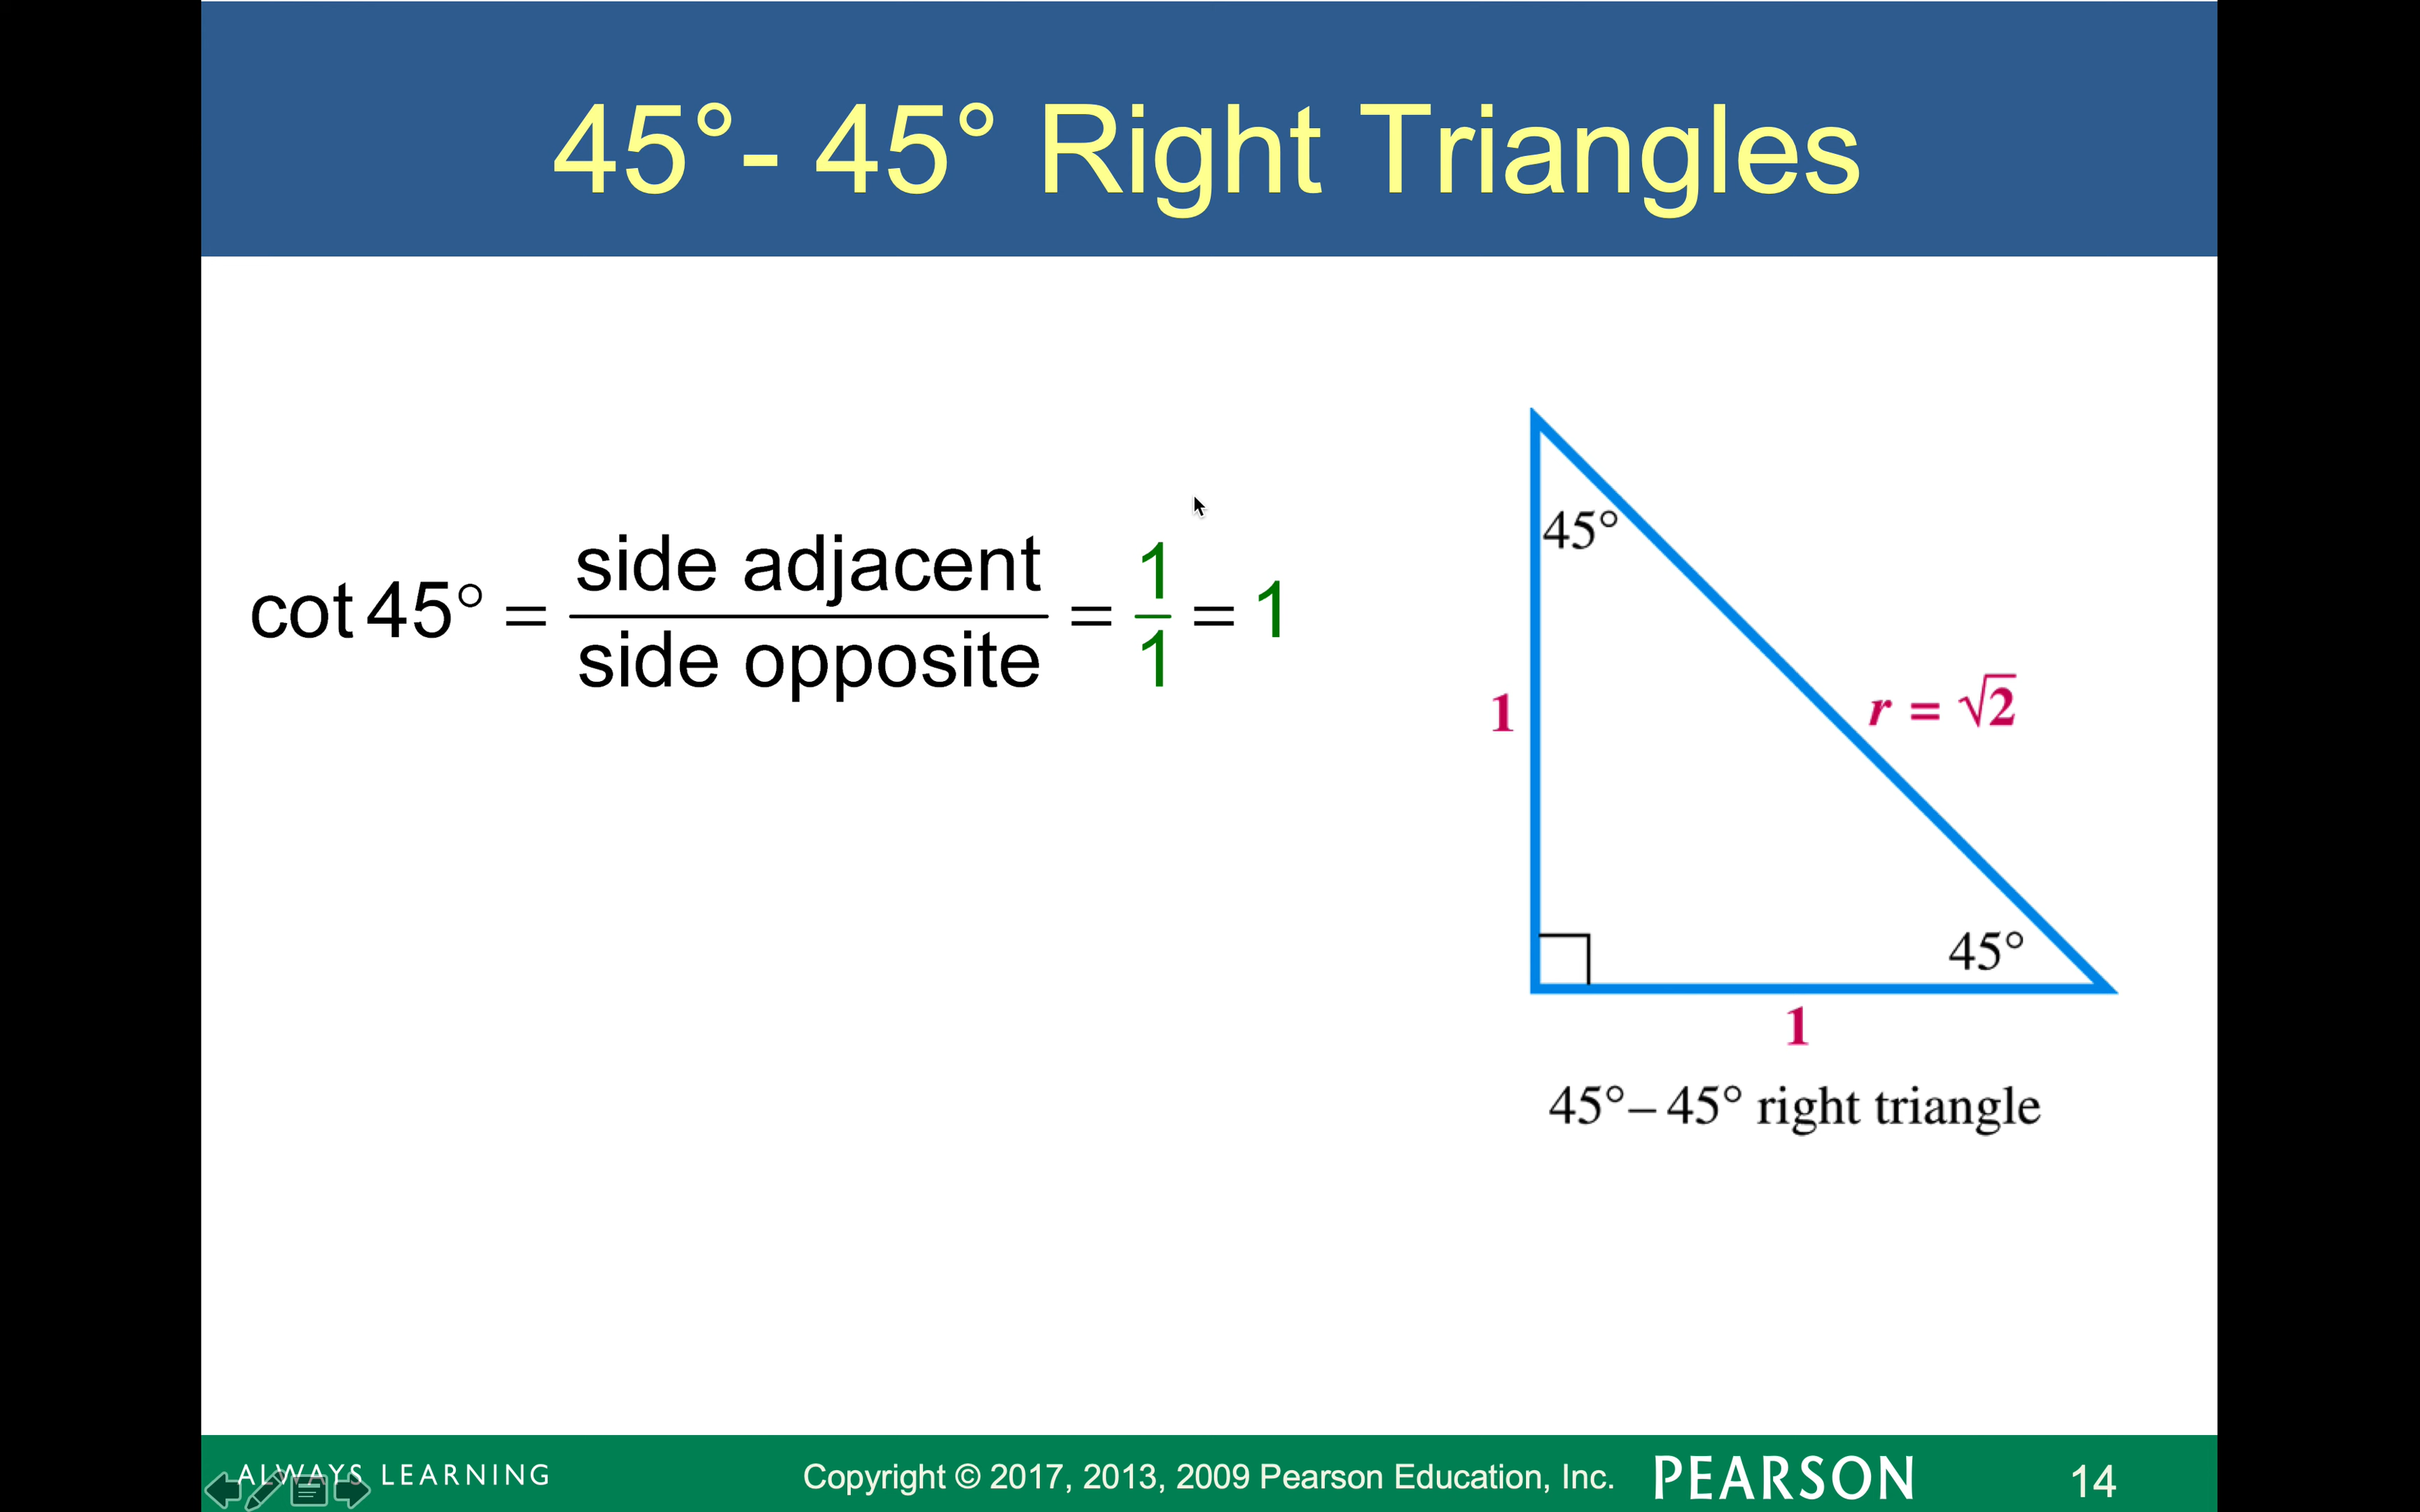 45°- 45° Right Triangles
cot 45° = side adjacent / side opposite = 1/1 = 1
45°
1
r = √2
45°
1
45°– 45° right triangle
ALWAYS LEARNING
Copyright © 2017, 2013, 2009 Pearson Education, Inc.
PEARSON
14